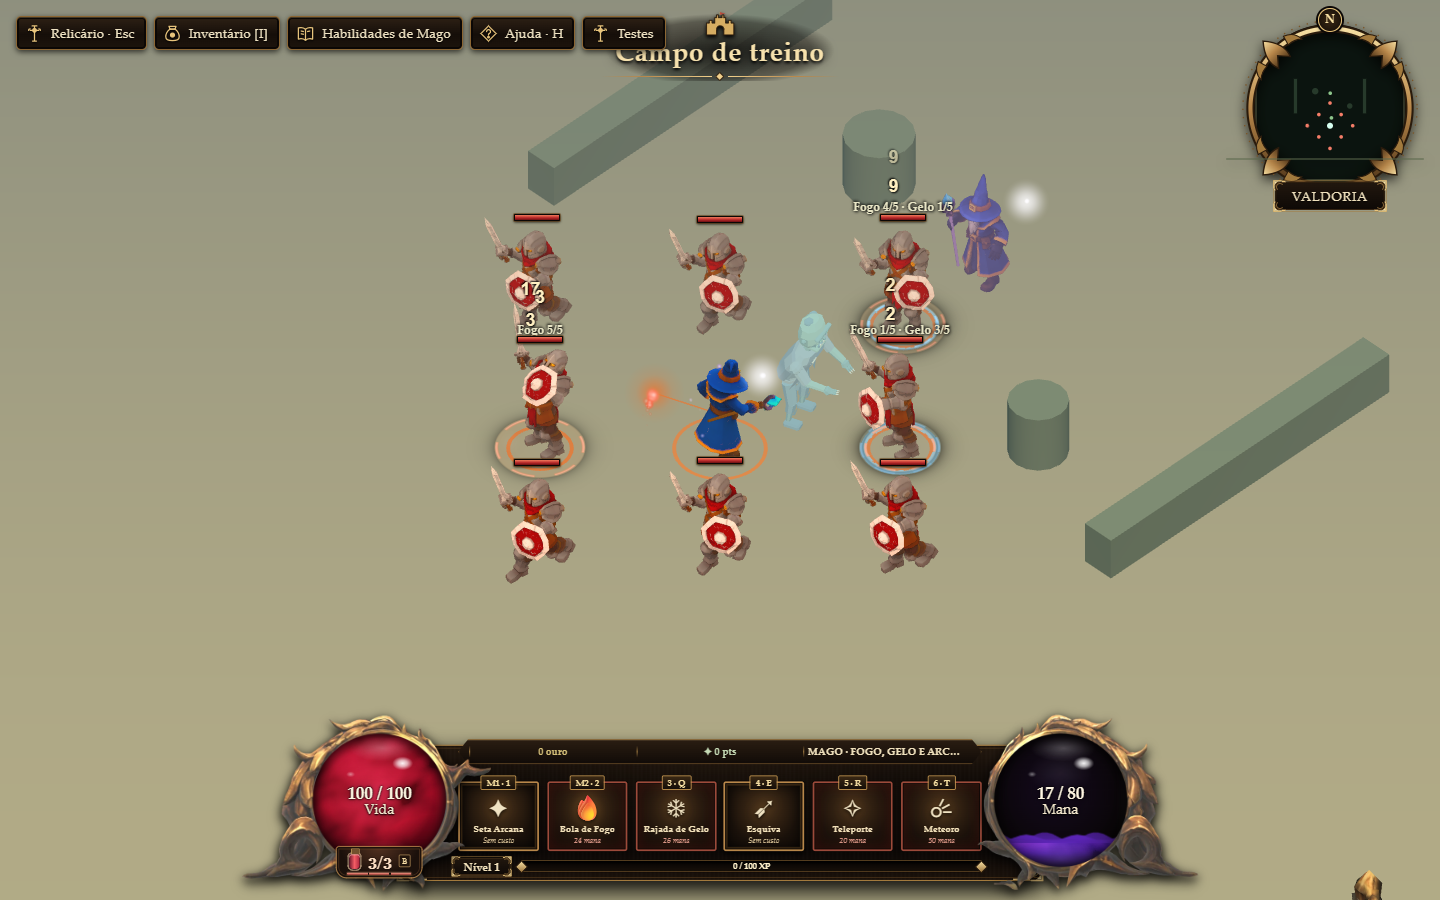 Relicário · Esc
Inventário [I]
Habilidades de Mago
Ajuda · H
Testes
Campo de treino
N
VALDORIA
9
9
Fogo 4/5 · Gelo 1/5
17
3
3
Fogo 5/5
2
2
Fogo 1/5 · Gelo 3/5
0 ouro
0 pts
MAGO · FOGO, GELO E ARC...
100 / 100
Vida
3/3
B
M1 · 1
Seta Arcana
Sem custo
M2 · 2
Bola de Fogo
24 mana
3 · Q
Rajada de Gelo
26 mana
4 · E
Esquiva
Sem custo
5 · R
Teleporte
20 mana
6 · T
Meteoro
50 mana
17 / 80
Mana
Nível 1
0 / 100 XP